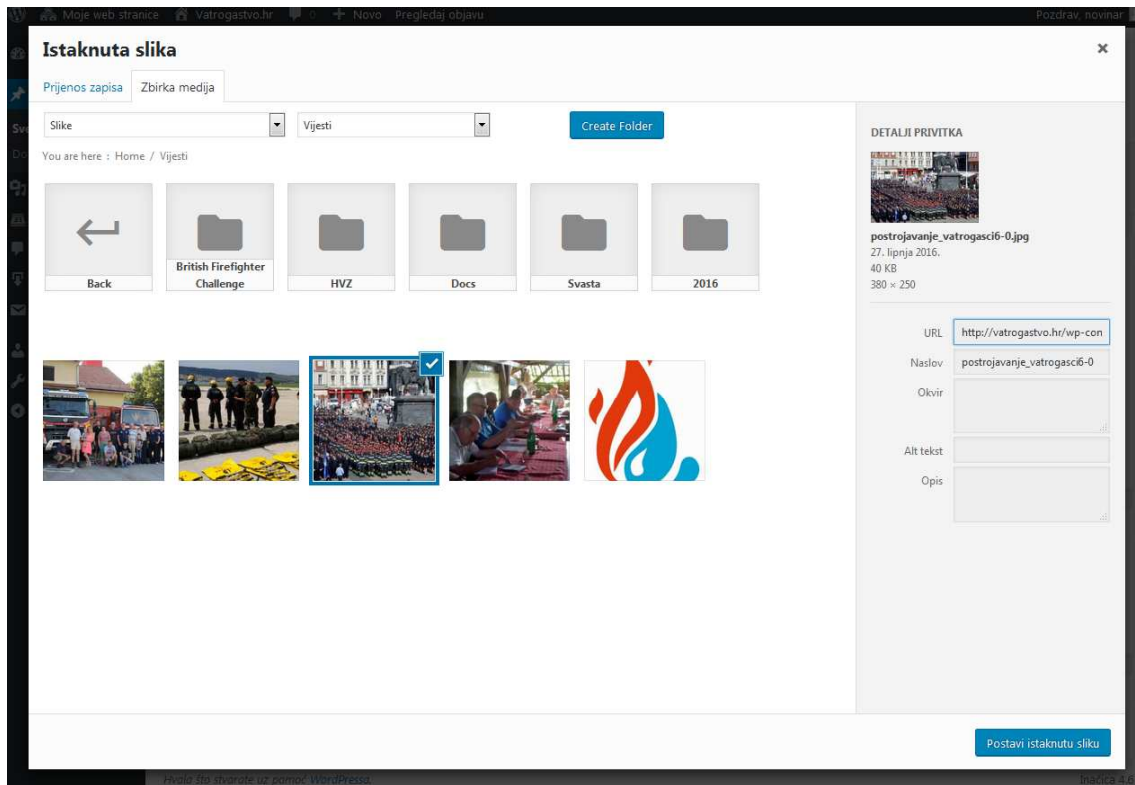 Moje web stranice Vatrogastvo.hr 0 + Novo Pregledaj objavu Pozdrav, novinar
Istaknuta slika
Prijenos zapisa Zbirka medija
Slike Vijesti Create Folder
You are here : Home / Vijesti
Back
British Firefighter
Challenge
HVZ
Docs
Svasta
2016
DETALJI PRIVITKA
postrojavanje_vatrogasci6-0.jpg
27. lipnja 2016.
40 KB
380 × 250
URL http://vatrogastvo.hr/wp-con
Naslov postrojavanje_vatrogasci6-0
Okvir
Alt tekst
Opis
Postavi istaknutu sliku
Hvala što stvarate uz pomoć WordPressa. Inačica 4.6